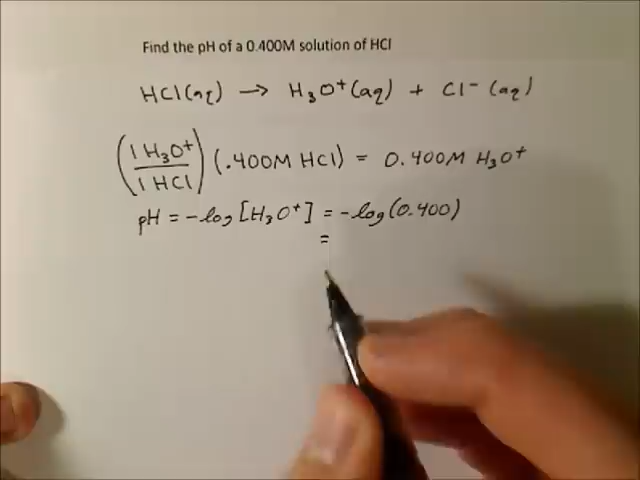 Find the pH of a 0.400M solution of HCl
HCl(aq) → H₃O⁺(aq) + Cl⁻(aq)
(1 H₃O⁺/1 HCl)(.400M HCl) = 0.400M H₃O⁺
pH = -log[H₃O⁺] = -log(0.400)
=